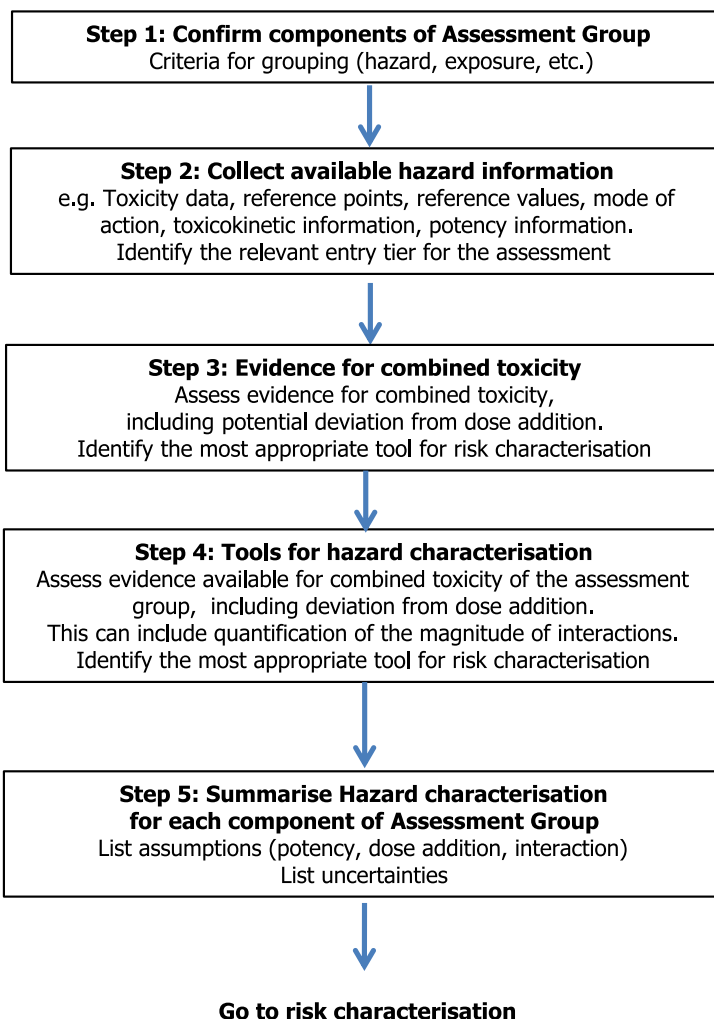 Step 1: Confirm components of Assessment Group
Criteria for grouping (hazard, exposure, etc.)
Step 2: Collect available hazard information
e.g. Toxicity data, reference points, reference values, mode of
action, toxicokinetic information, potency information.
Identify the relevant entry tier for the assessment
Step 3: Evidence for combined toxicity
Assess evidence for combined toxicity,
including potential deviation from dose addition.
Identify the most appropriate tool for risk characterisation
Step 4: Tools for hazard characterisation
Assess evidence available for combined toxicity of the assessment
group, including deviation from dose addition.
This can include quantification of the magnitude of interactions.
Identify the most appropriate tool for risk characterisation
Step 5: Summarise Hazard characterisation
for each component of Assessment Group
List assumptions (potency, dose addition, interaction)
List uncertainties
Go to risk characterisation